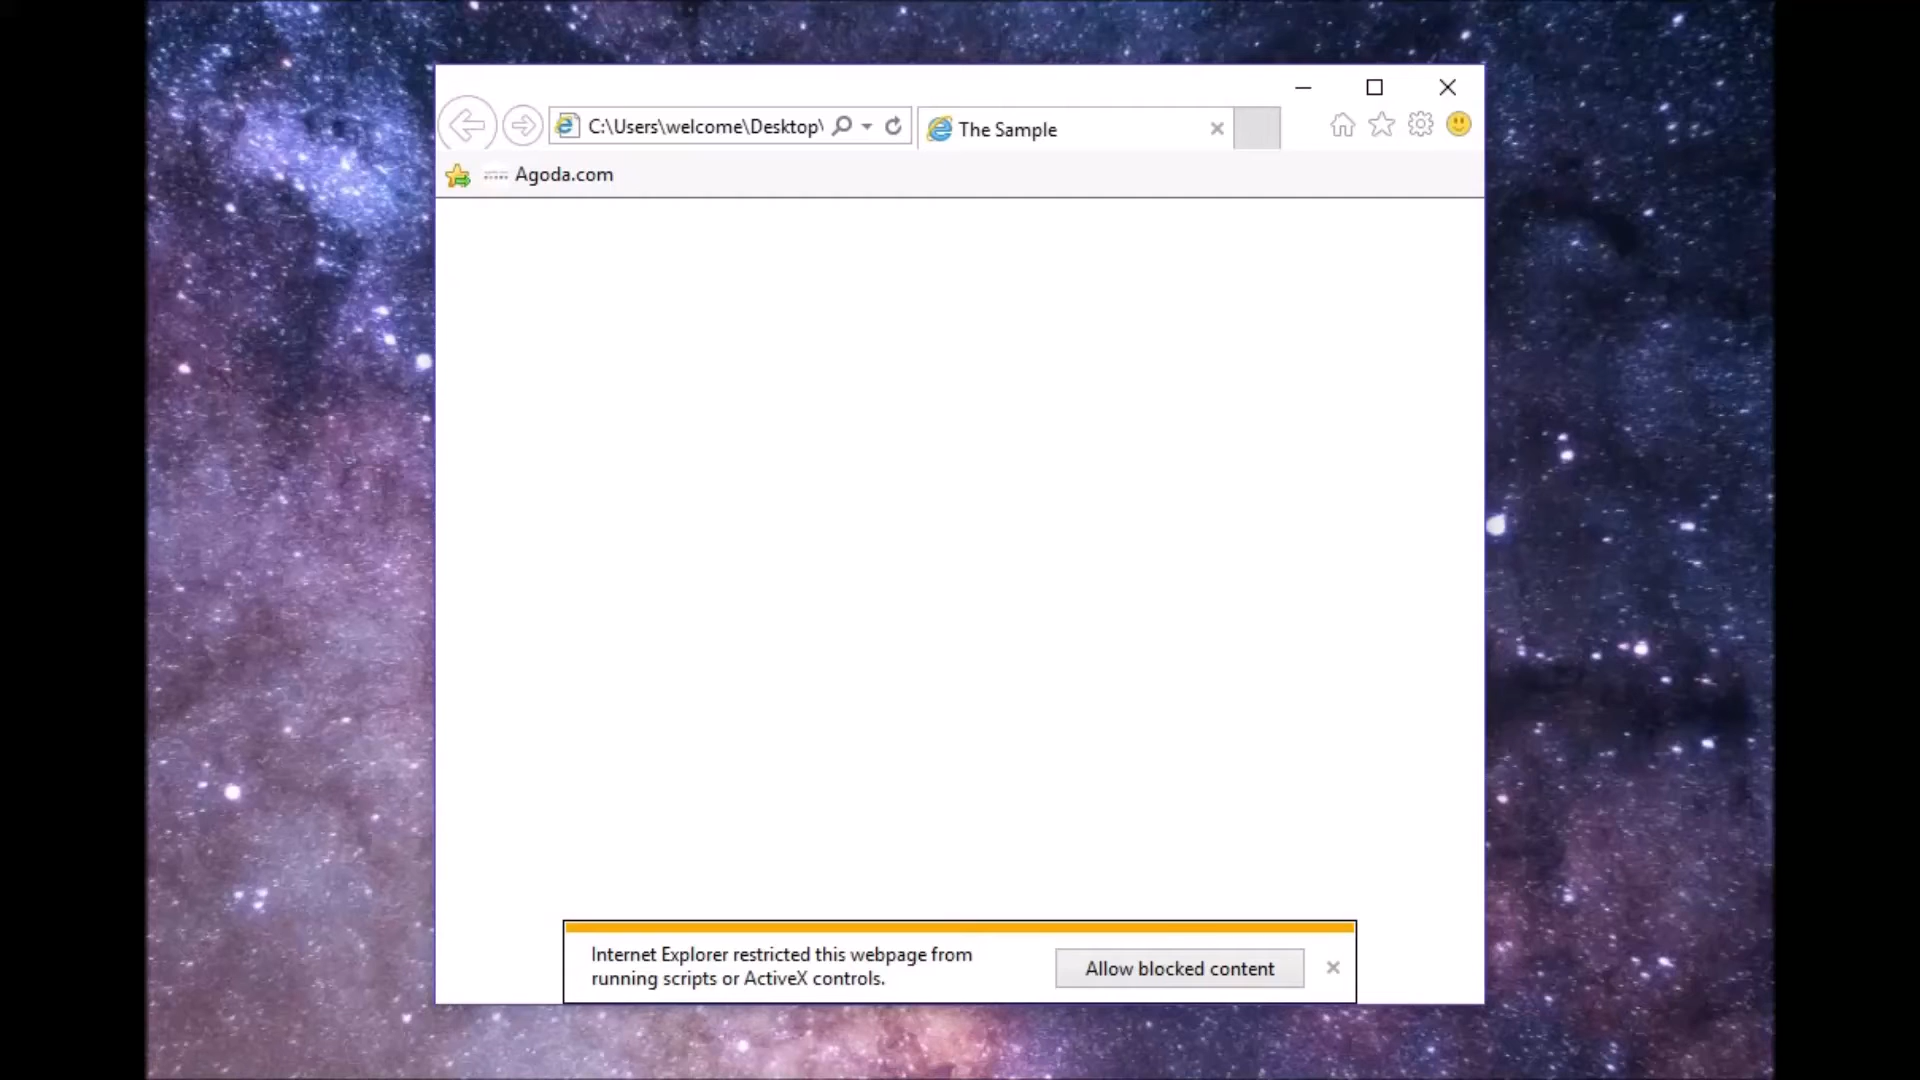 C:\Users\welcome\Desktop\
The Sample
Agoda.com
Internet Explorer restricted this webpage from
running scripts or ActiveX controls.
Allow blocked content